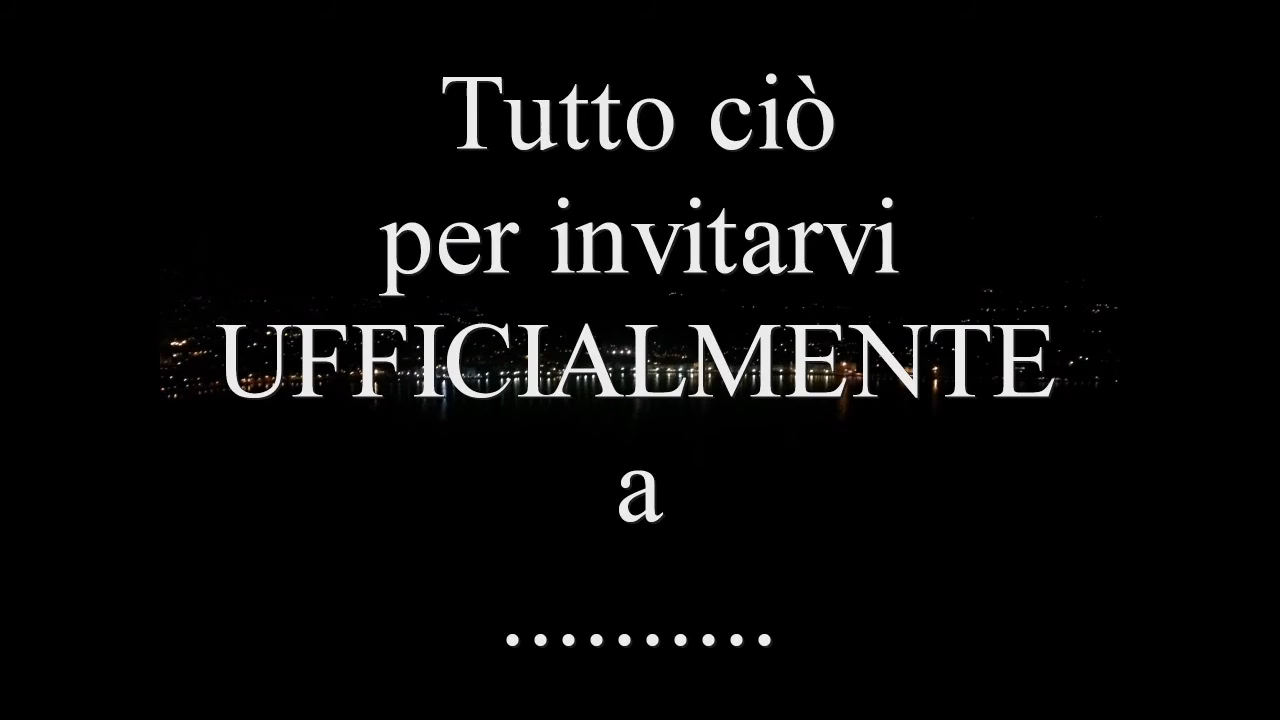 Tutto ciò
per invitarvi
UFFICIALMENTE
a
..........